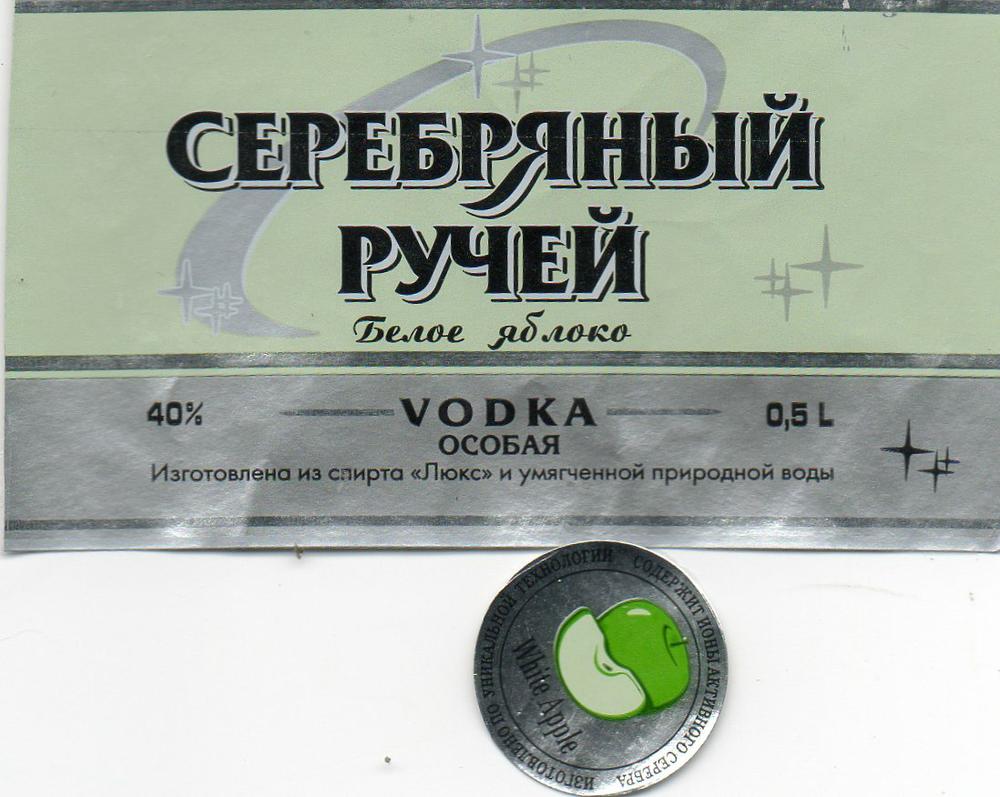 СЕРЕБРЯНЫЙ
РУЧЕЙ
Белое яблоко
40% VODKA 0,5 L
ОСОБАЯ
Изготовлена из спирта «Люкс» и умягченной природной воды
ИЗГОТОВЛЕНО ПО УНИКАЛЬНОЙ ТЕХНОЛОГИИ
СОДЕРЖИТ ИОНЫ АКТИВНОГО СЕРЕБРА
White Apple